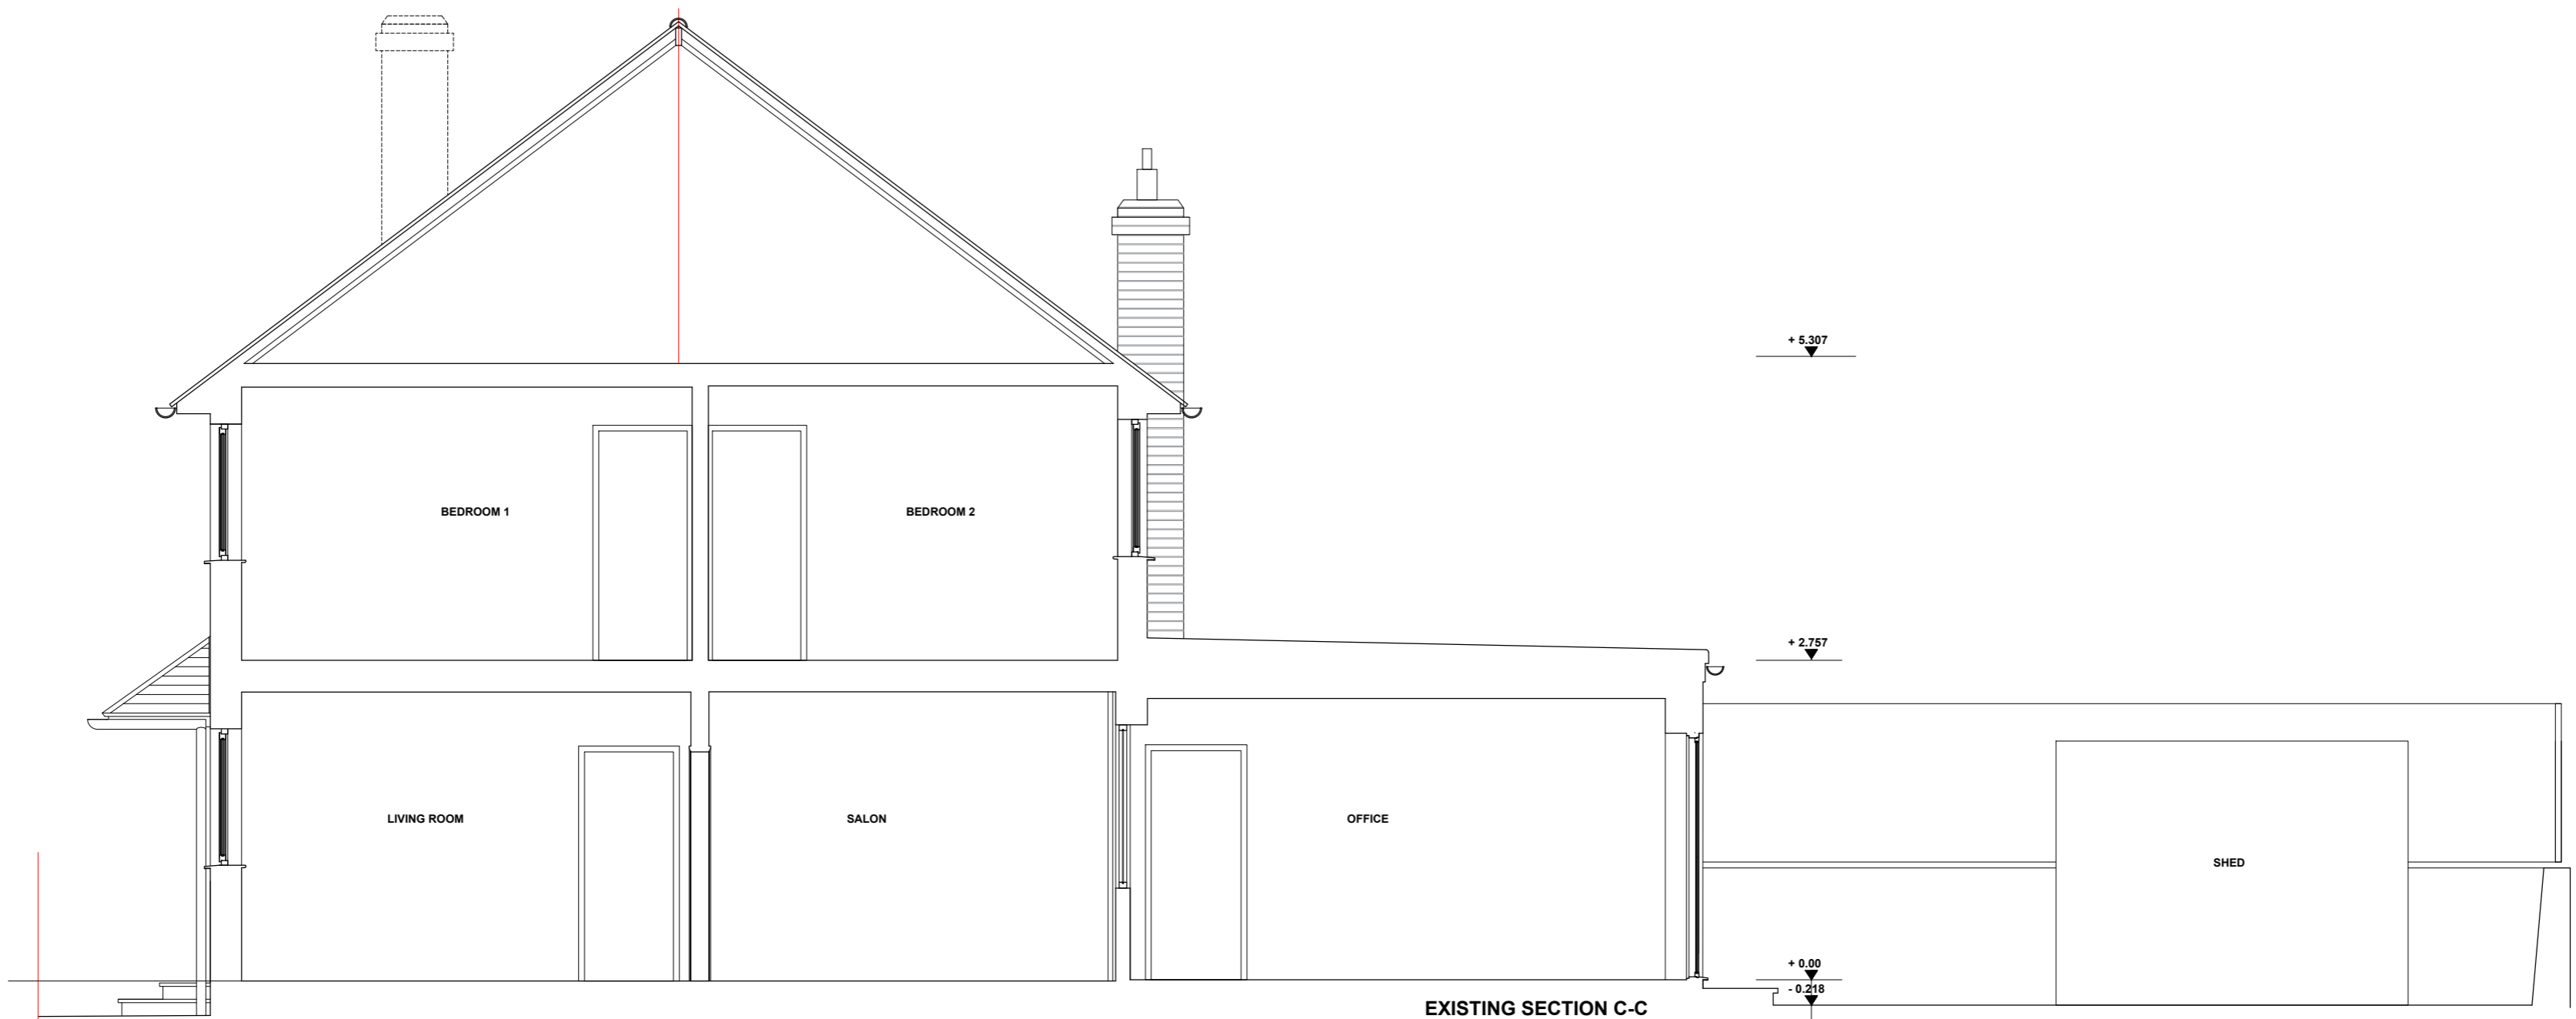 + 5.307
BEDROOM 1
BEDROOM 2
+ 2.757
LIVING ROOM
SALON
OFFICE
SHED
+ 0.00
- 0.218
EXISTING SECTION C-C